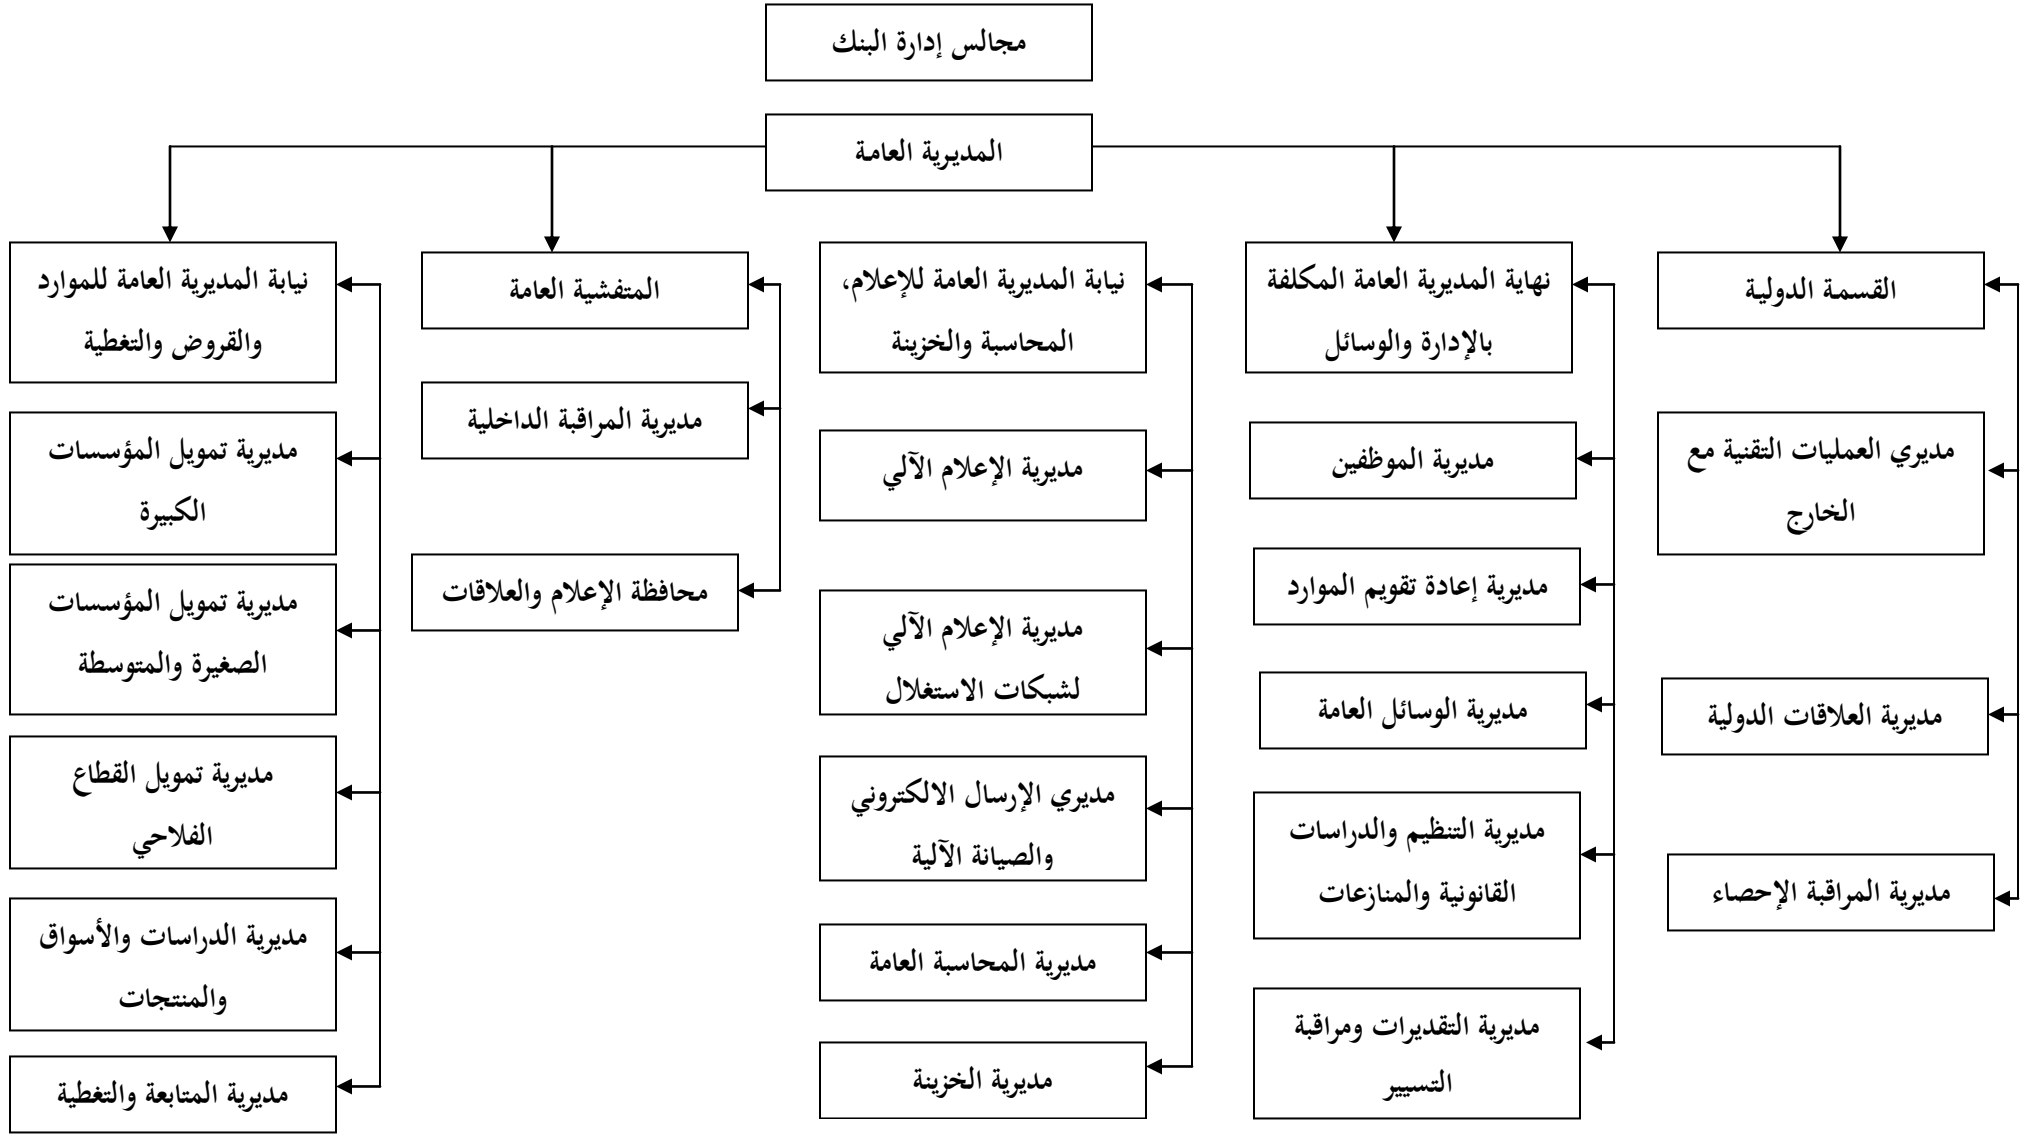 مجالس إدارة البنك
المديرية العامة
القسمة الدولية
مديري العمليات التقنية مع
الخارج
مديرية العلاقات الدولية
مديرية المراقبة الإحصاء
نهاية المديرية العامة المكلفة
بالإدارة والوسائل
مديرية الموظفين
مديرية إعادة تقويم الموارد
مديرية الوسائل العامة
مديرية التنظيم والدراسات
القانونية والمنازعات
مديرية التقديرات ومراقبة
التسيير
نيابة المديرية العامة للإعلام،
المحاسبة والخزينة
مديرية الإعلام الآلي
مديرية الإعلام الآلي
لشبكات الاستغلال
مديري الإرسال الالكتروني
والصيانة الآلية
مديرية المحاسبة العامة
مديرية الخزينة
المتفشية العامة
مديرية المراقبة الداخلية
محافظة الإعلام والعلاقات
نيابة المديرية العامة للموارد
والقروض والتغطية
مديرية تمويل المؤسسات
الكبيرة
مديرية تمويل المؤسسات
الصغيرة والمتوسطة
مديرية تمويل القطاع
الفلاحي
مديرية الدراسات والأسواق
والمنتجات
مديرية المتابعة والتغطية